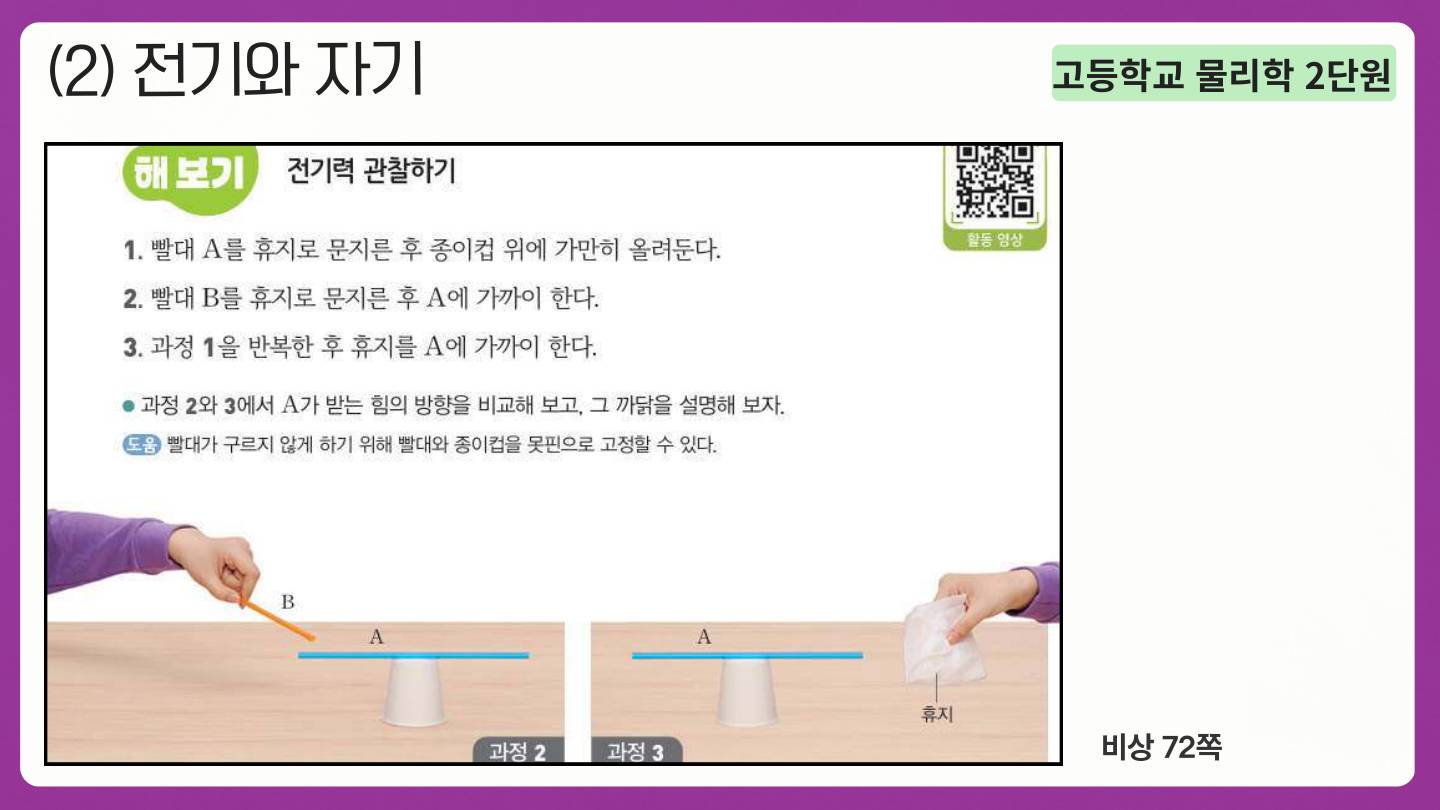 (2) 전기와 자기
고등학교 물리학 2단원
해 보기 전기력 관찰하기
활동 영상
1. 빨대 A를 휴지로 문지른 후 종이컵 위에 가만히 올려둔다.
2. 빨대 B를 휴지로 문지른 후 A에 가까이 한다.
3. 과정 1을 반복한 후 휴지를 A에 가까이 한다.
● 과정 2와 3에서 A가 받는 힘의 방향을 비교해 보고, 그 까닭을 설명해 보자.
도움 빨대가 구르지 않게 하기 위해 빨대와 종이컵을 못핀으로 고정할 수 있다.
B
A
A
휴지
과정 2
과정 3
비상 72쪽